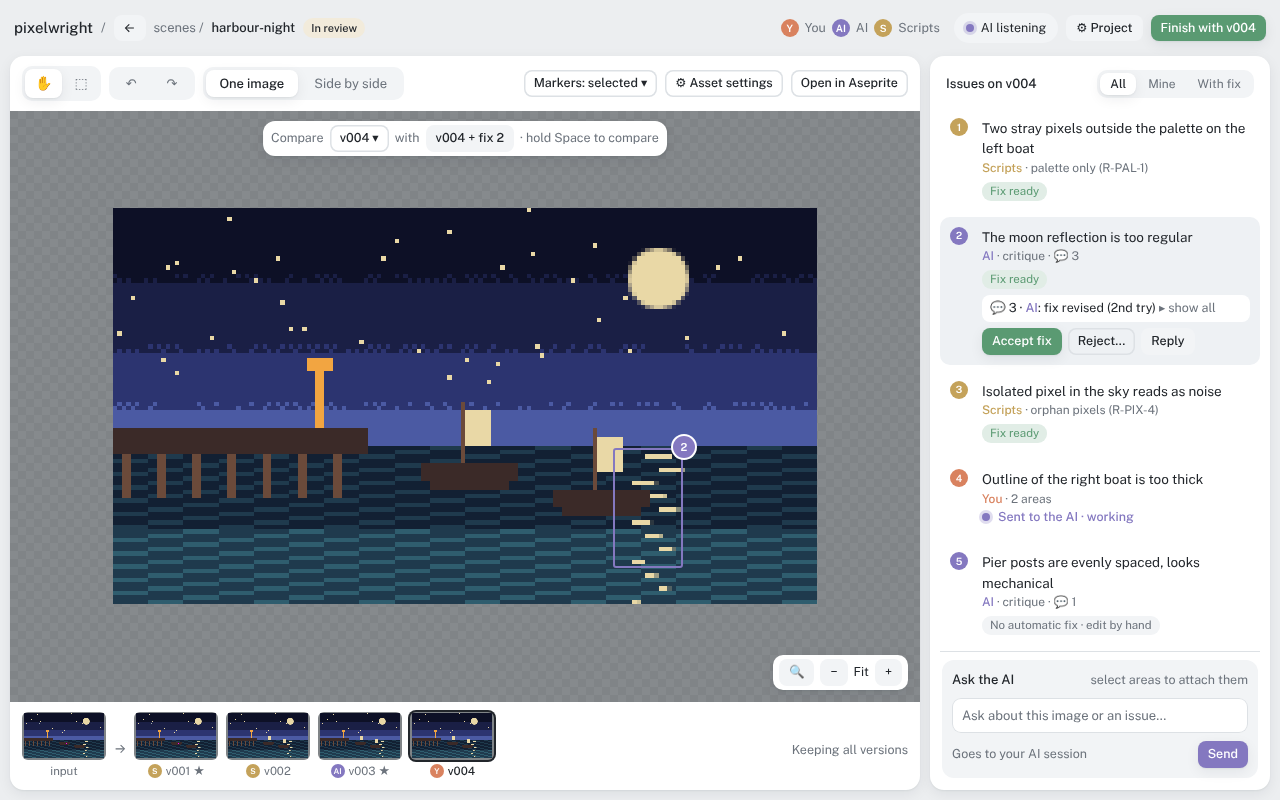 pixelwright / ← scenes / harbour-night In review
Y You AI AI S Scripts AI listening ⚙ Project Finish with v004
↶ ↷ One image Side by side Markers: selected ▾ ⚙ Asset settings Open in Aseprite
Compare v004 ▾ with v004 + fix 2 · hold Space to compare
2
🔍 − Fit +
input → S v001 ★ S v002 AI v003 ★ Y v004
Keeping all versions
Issues on v004 All Mine With fix
1 Two stray pixels outside the palette on the
left boat
Scripts · palette only (R-PAL-1)
Fix ready
2 The moon reflection is too regular
AI · critique · 💬 3
Fix ready
💬 3 · AI: fix revised (2nd try) ▸ show all
Accept fix Reject… Reply
3 Isolated pixel in the sky reads as noise
Scripts · orphan pixels (R-PIX-4)
Fix ready
4 Outline of the right boat is too thick
You · 2 areas
Sent to the AI · working
5 Pier posts are evenly spaced, looks
mechanical
AI · critique · 💬 1
No automatic fix · edit by hand
Ask the AI select areas to attach them
Ask about this image or an issue…
Goes to your AI session Send